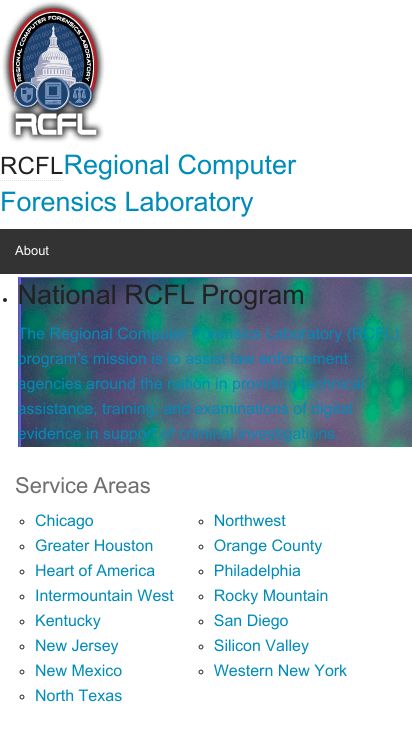 REGIONAL COMPUTER FORENSICS LABORATORY
RCFL
RCFLRegional Computer
Forensics Laboratory
About
National RCFL Program
The Regional Computer Forensics Laboratory (RCFL)
program's mission is to assist law enforcement
agencies around the nation in providing technical
assistance, training, and examinations of digital
evidence in support of criminal investigations.
Service Areas
Chicago
Greater Houston
Heart of America
Intermountain West
Kentucky
New Jersey
New Mexico
North Texas
Northwest
Orange County
Philadelphia
Rocky Mountain
San Diego
Silicon Valley
Western New York